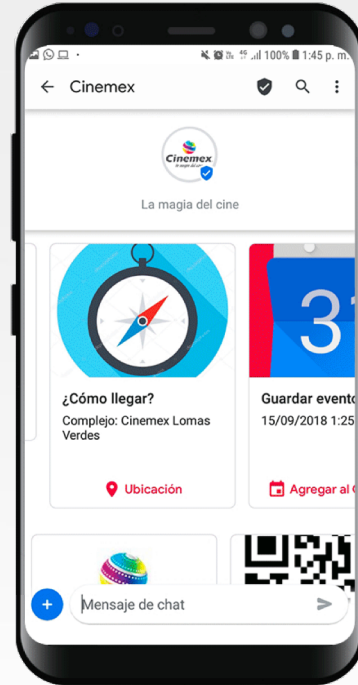 100% 1:45 p. m.
Cinemex
Cinemex
La magia del cine
31
¿Cómo llegar?
Complejo: Cinemex Lomas
Verdes
Ubicación
Guardar evento
15/09/2018 1:25
Agregar al
Mensaje de chat